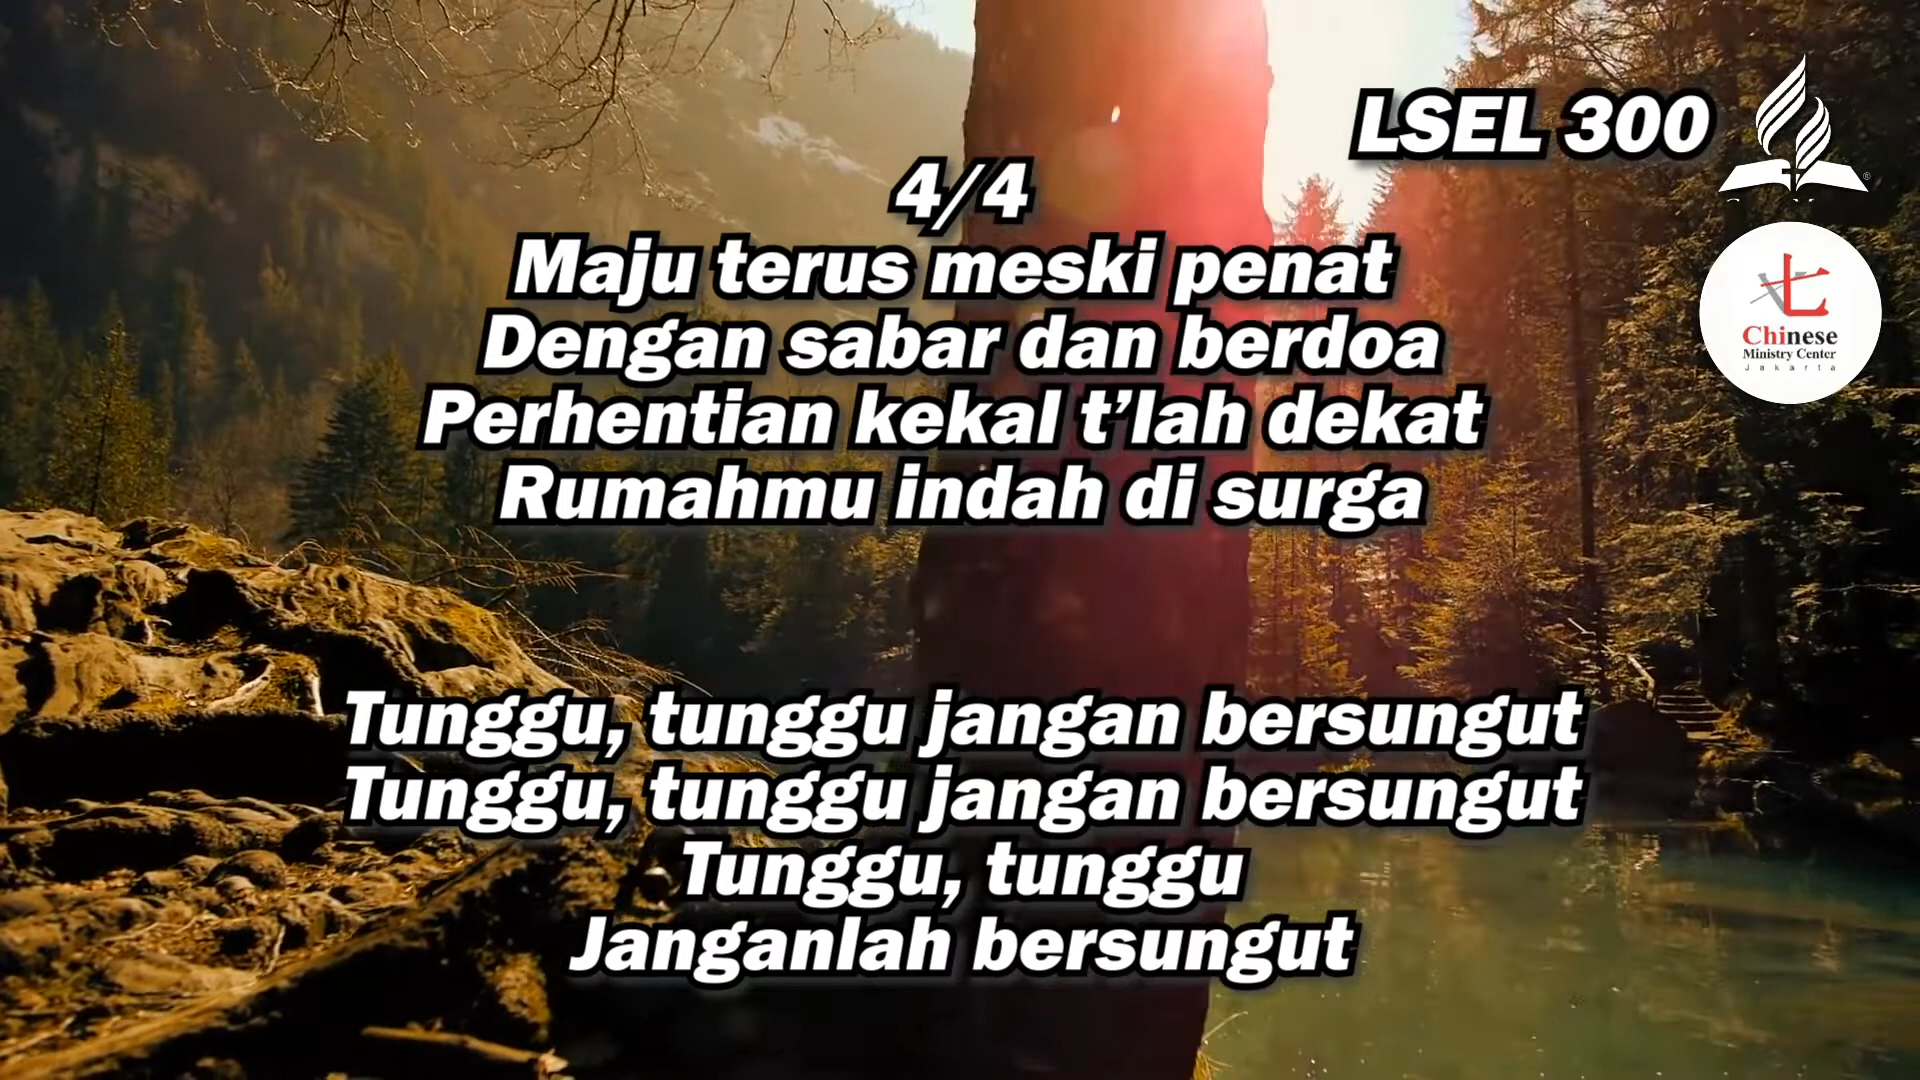 LSEL 300
®
4/4
Maju terus meski penat
Dengan sabar dan berdoa
Perhentian kekal t’lah dekat
Rumahmu indah di surga
Tunggu, tunggu jangan bersungut
Tunggu, tunggu jangan bersungut
Tunggu, tunggu
Janganlah bersungut
七
Chinese
Ministry Center
Jakarta